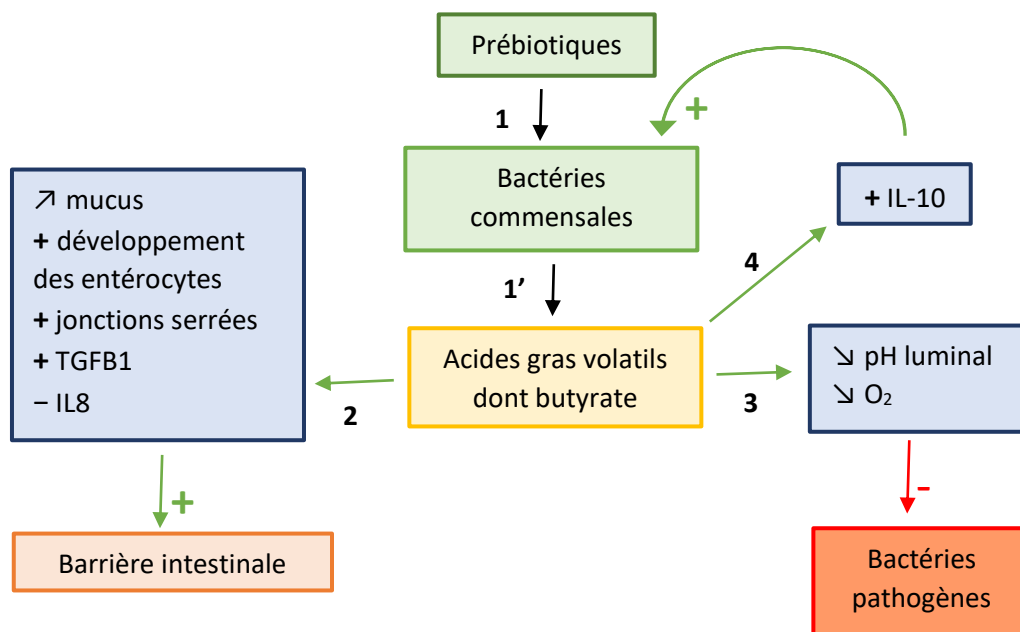 Prébiotiques
1
+
Bactéries
commensales
+ IL-10
↗ mucus
+ développement
des entérocytes
+ jonctions serrées
+ TGFB1
− IL8
1’
4
Acides gras volatils
dont butyrate
2
3
↘ pH luminal
↘ O₂
+
−
Barrière intestinale
Bactéries
pathogènes